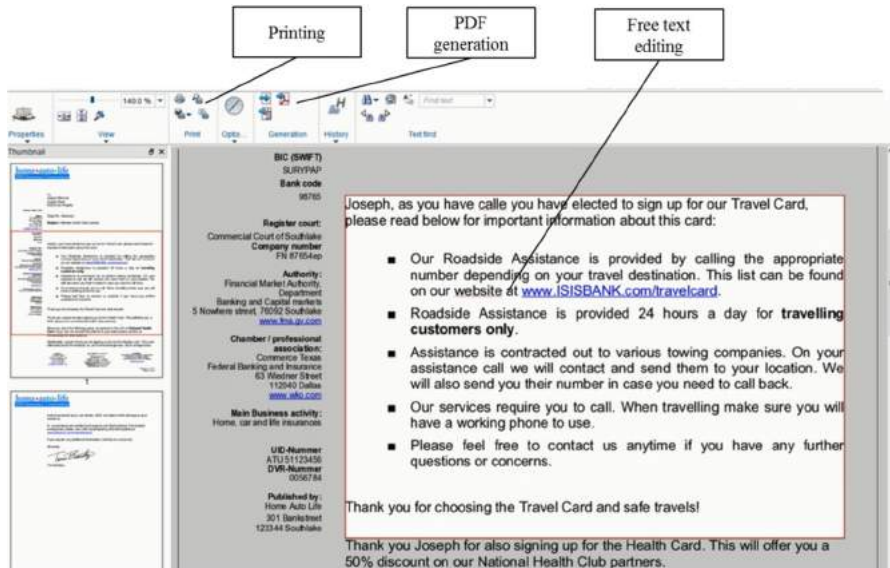 Printing
PDF
generation
Free text
editing
140.0 %
Find text
Properties
View
Print
Optio...
Generation
History
Text find
Thumbnail
home-auto-life
1
home-auto-life
BIC (SWIFT)
SURYPAP
Bank code
98765
Register court:
Commercial Court of Southlake
Company number
FN 87654ep
Authority:
Financial Market Authority,
Department
Banking and Capital markets
5 Nowhere street, 76092 Southlake
www.fma.gv.com
Chamber / professional
association:
Commerce Texas
Federal Banking and Insurance
63 Wiedner Street
112040 Dallas
www.wko.com
Main Business activity:
Home, car and life insurances
UID-Nummer
ATU 51123456
DVR-Nummer
0056784
Published by:
Home Auto Life
301 Bankstreet
123344 Southlake
Joseph, as you have calle you have elected to sign up for our Travel Card,
please read below for important information about this card:
■ Our Roadside Assistance is provided by calling the appropriate
number depending on your travel destination. This list can be found
on our website at www.ISISBANK.com/travelcard.
■ Roadside Assistance is provided 24 hours a day for travelling
customers only.
■ Assistance is contracted out to various towing companies. On your
assistance call we will contact and send them to your location. We
will also send you their number in case you need to call back.
■ Our services require you to call. When travelling make sure you will
have a working phone to use.
■ Please feel free to contact us anytime if you have any further
questions or concerns.
Thank you for choosing the Travel Card and safe travels!
Thank you Joseph for also signing up for the Health Card. This will offer you a
50% discount on our National Health Club partners.